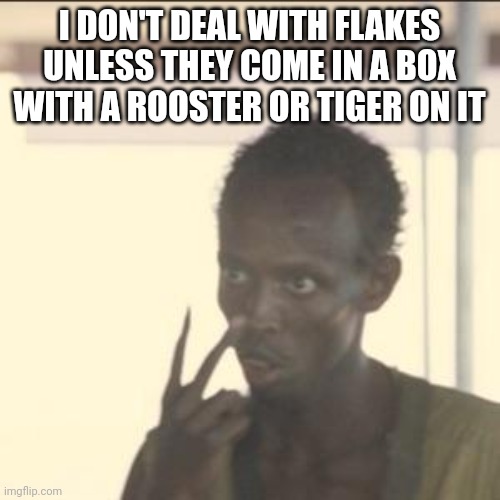 I DON'T DEAL WITH FLAKES
UNLESS THEY COME IN A BOX
WITH A ROOSTER OR TIGER ON IT
imgflip.com